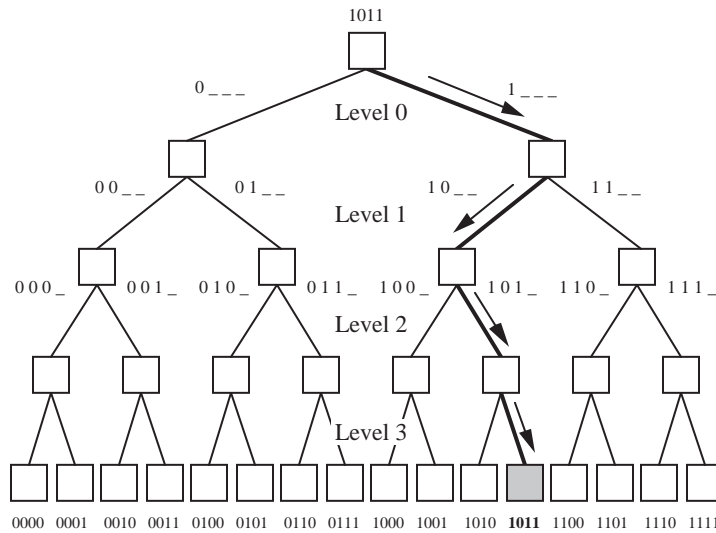 1011
0 _ _ _ 1 _ _ _
Level 0
0 0 _ _ 0 1 _ _ 1 0 _ _ 1 1 _ _
Level 1
0 0 0 _ 0 0 1 _ 0 1 0 _ 0 1 1 _ 1 0 0 _ 1 0 1 _ 1 1 0 _ 1 1 1 _
Level 2
Level 3
0000 0001 0010 0011 0100 0101 0110 0111 1000 1001 1010 1011 1100 1101 1110 1111